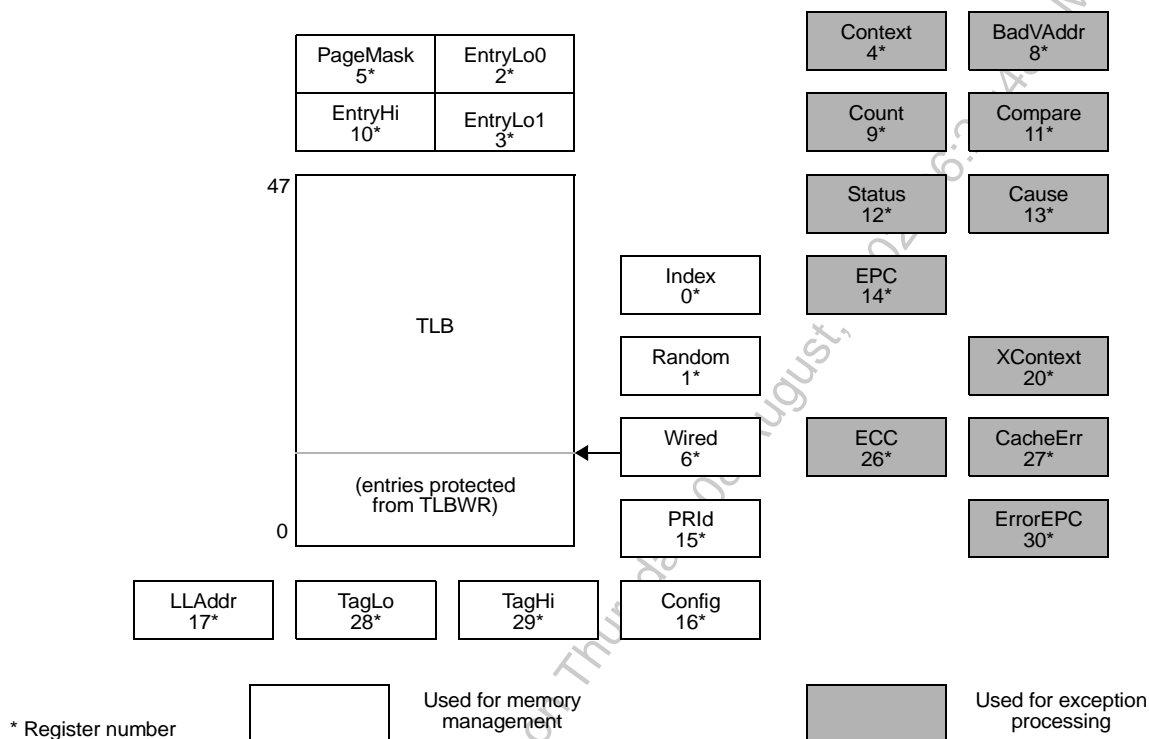 PageMask
5*
EntryLo0
2*
EntryHi
10*
EntryLo1
3*
Context
4*
BadVAddr
8*
Count
9*
Compare
11*
47
TLB
(entries protected
from TLBWR)
0
Status
12*
Cause
13*
Index
0*
EPC
14*
Random
1*
XContext
20*
Wired
6*
ECC
26*
CacheErr
27*
PRId
15*
ErrorEPC
30*
LLAddr
17*
TagLo
28*
TagHi
29*
Config
16*
* Register number
Used for memory
management
Used for exception
processing